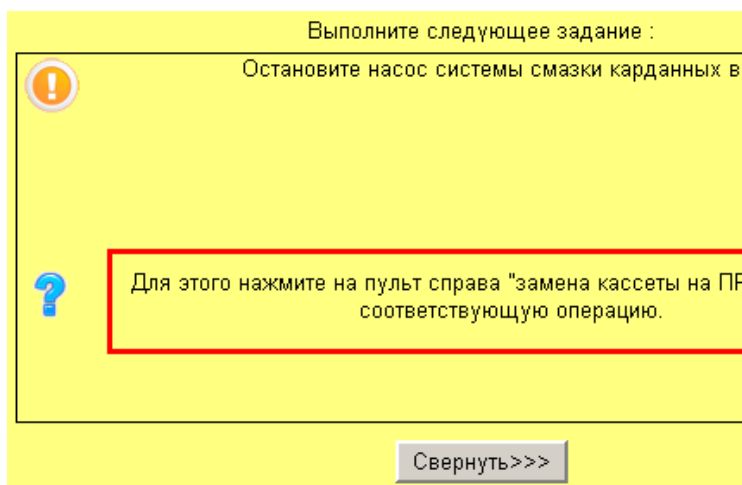 Выполните следующее задание :
Остановите насос системы смазки карданных в
Для этого нажмите на пульт справа "замена кассеты на ПР
соответствующую операцию.
Свернуть>>>